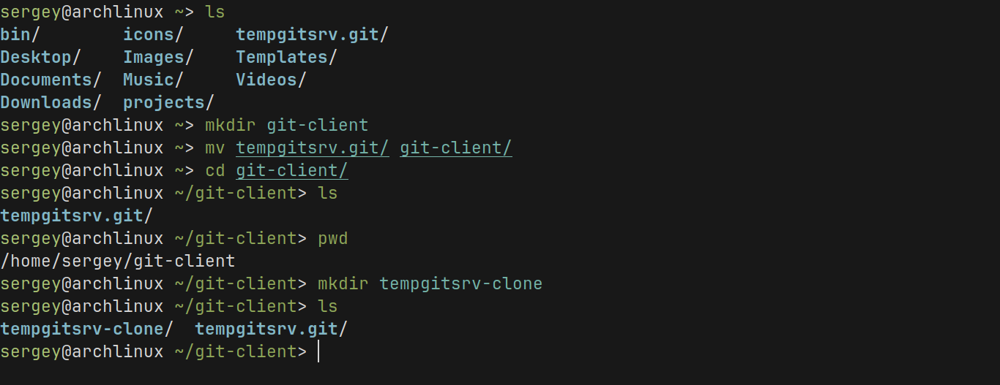 sergey@archlinux ~> ls
bin/        icons/     tempgitsrv.git/
Desktop/    Images/    Templates/
Documents/  Music/     Videos/
Downloads/  projects/
sergey@archlinux ~> mkdir git-client
sergey@archlinux ~> mv tempgitsrv.git/ git-client/
sergey@archlinux ~> cd git-client/
sergey@archlinux ~/git-client> ls
tempgitsrv.git/
sergey@archlinux ~/git-client> pwd
/home/sergey/git-client
sergey@archlinux ~/git-client> mkdir tempgitsrv-clone
sergey@archlinux ~/git-client> ls
tempgitsrv-clone/  tempgitsrv.git/
sergey@archlinux ~/git-client>